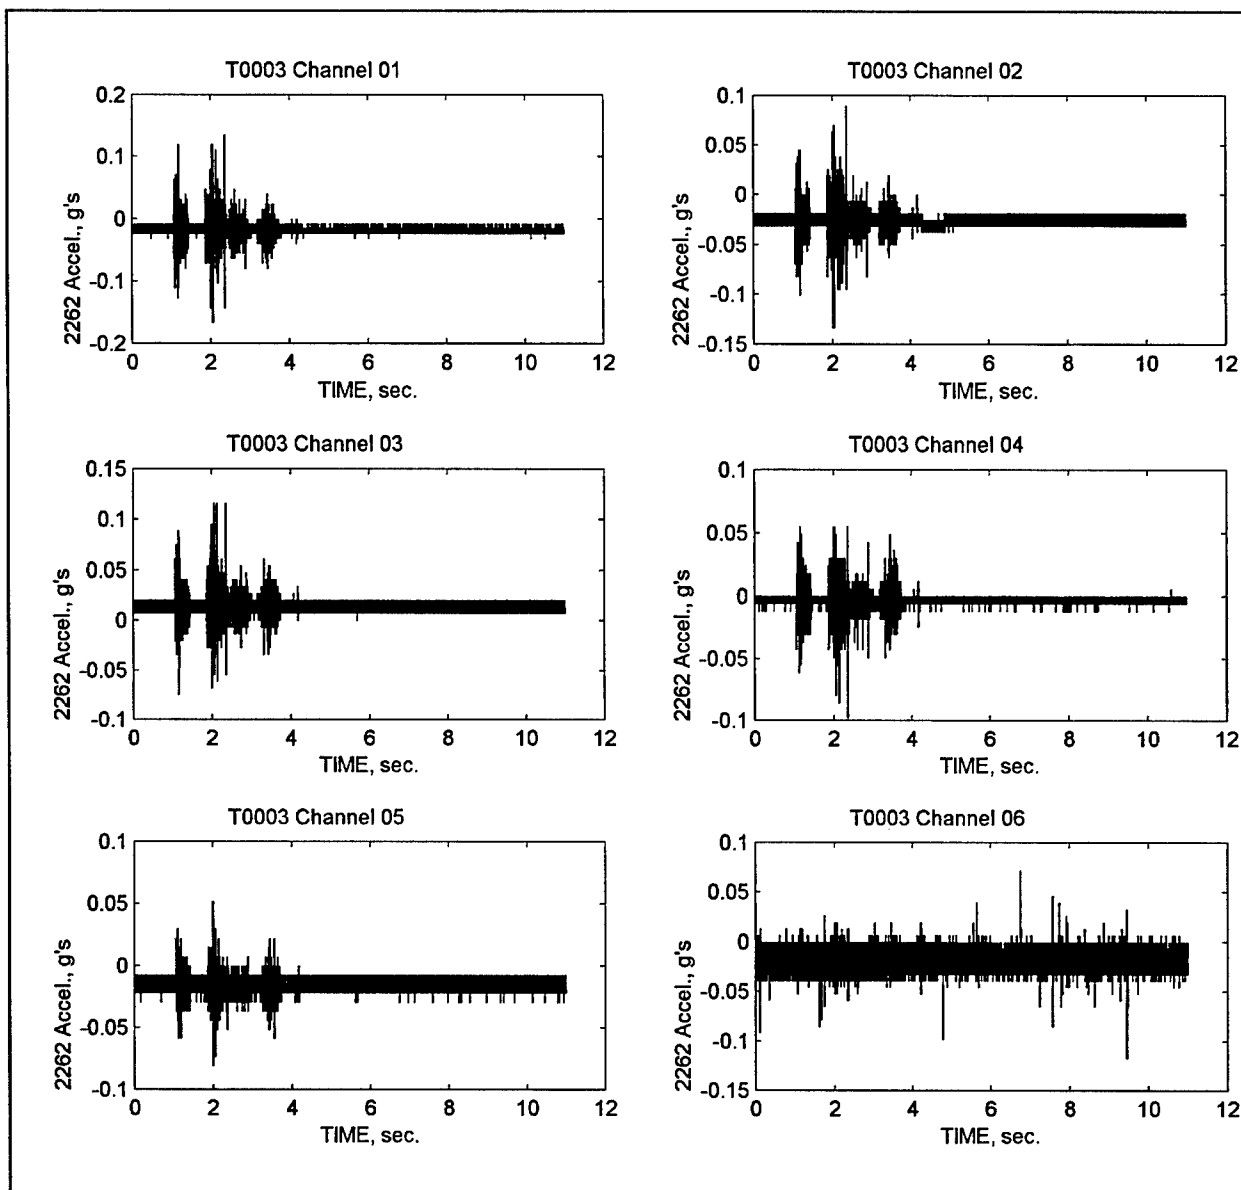 T0003 Channel 01
0.2
0.1
0
-0.1
-0.2
2262 Accel., g's
0 2 4 6 8 10 12
TIME, sec.
T0003 Channel 02
0.1
0.05
0
-0.05
-0.1
-0.15
2262 Accel., g's
0 2 4 6 8 10 12
TIME, sec.
T0003 Channel 03
0.15
0.1
0.05
0
-0.05
-0.1
2262 Accel., g's
0 2 4 6 8 10 12
TIME, sec.
T0003 Channel 04
0.1
0.05
0
-0.05
-0.1
2262 Accel., g's
0 2 4 6 8 10 12
TIME, sec.
T0003 Channel 05
0.1
0.05
0
-0.05
-0.1
2262 Accel., g's
0 2 4 6 8 10 12
TIME, sec.
T0003 Channel 06
0.1
0.05
0
-0.05
-0.1
-0.15
2262 Accel., g's
0 2 4 6 8 10 12
TIME, sec.